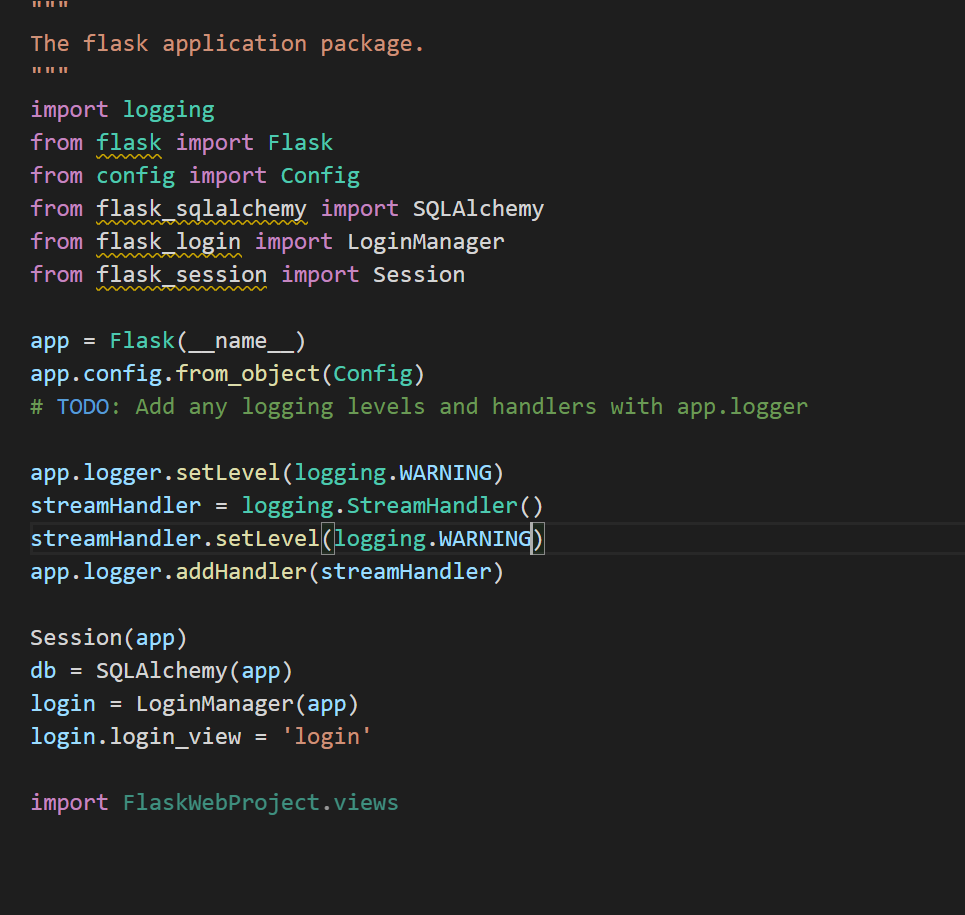 """
The flask application package.
"""
import logging
from flask import Flask
from config import Config
from flask_sqlalchemy import SQLAlchemy
from flask_login import LoginManager
from flask_session import Session
app = Flask(__name__)
app.config.from_object(Config)
# TODO: Add any logging levels and handlers with app.logger
app.logger.setLevel(logging.WARNING)
streamHandler = logging.StreamHandler()
streamHandler.setLevel(logging.WARNING)
app.logger.addHandler(streamHandler)
Session(app)
db = SQLAlchemy(app)
login = LoginManager(app)
login.login_view = 'login'
import FlaskWebProject.views